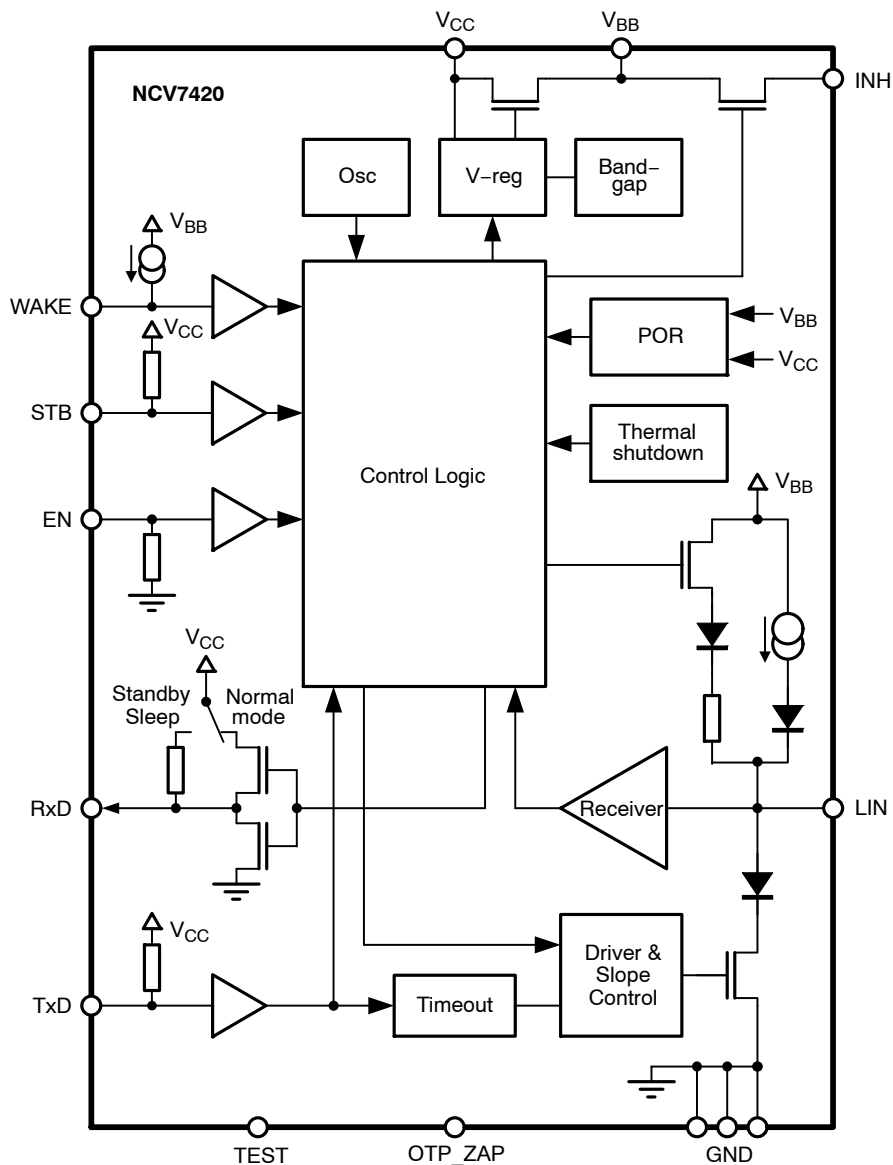 VCC
VBB
NCV7420
INH
Osc
V−reg
Band−
gap
VBB
WAKE
VCC
POR
VBB
VCC
STB
Thermal
shutdown
Control Logic
VBB
EN
VCC
Standby
Sleep
Normal
mode
RxD
Receiver
LIN
VCC
Driver &
Slope
Control
TxD
Timeout
TEST
OTP_ZAP
GND